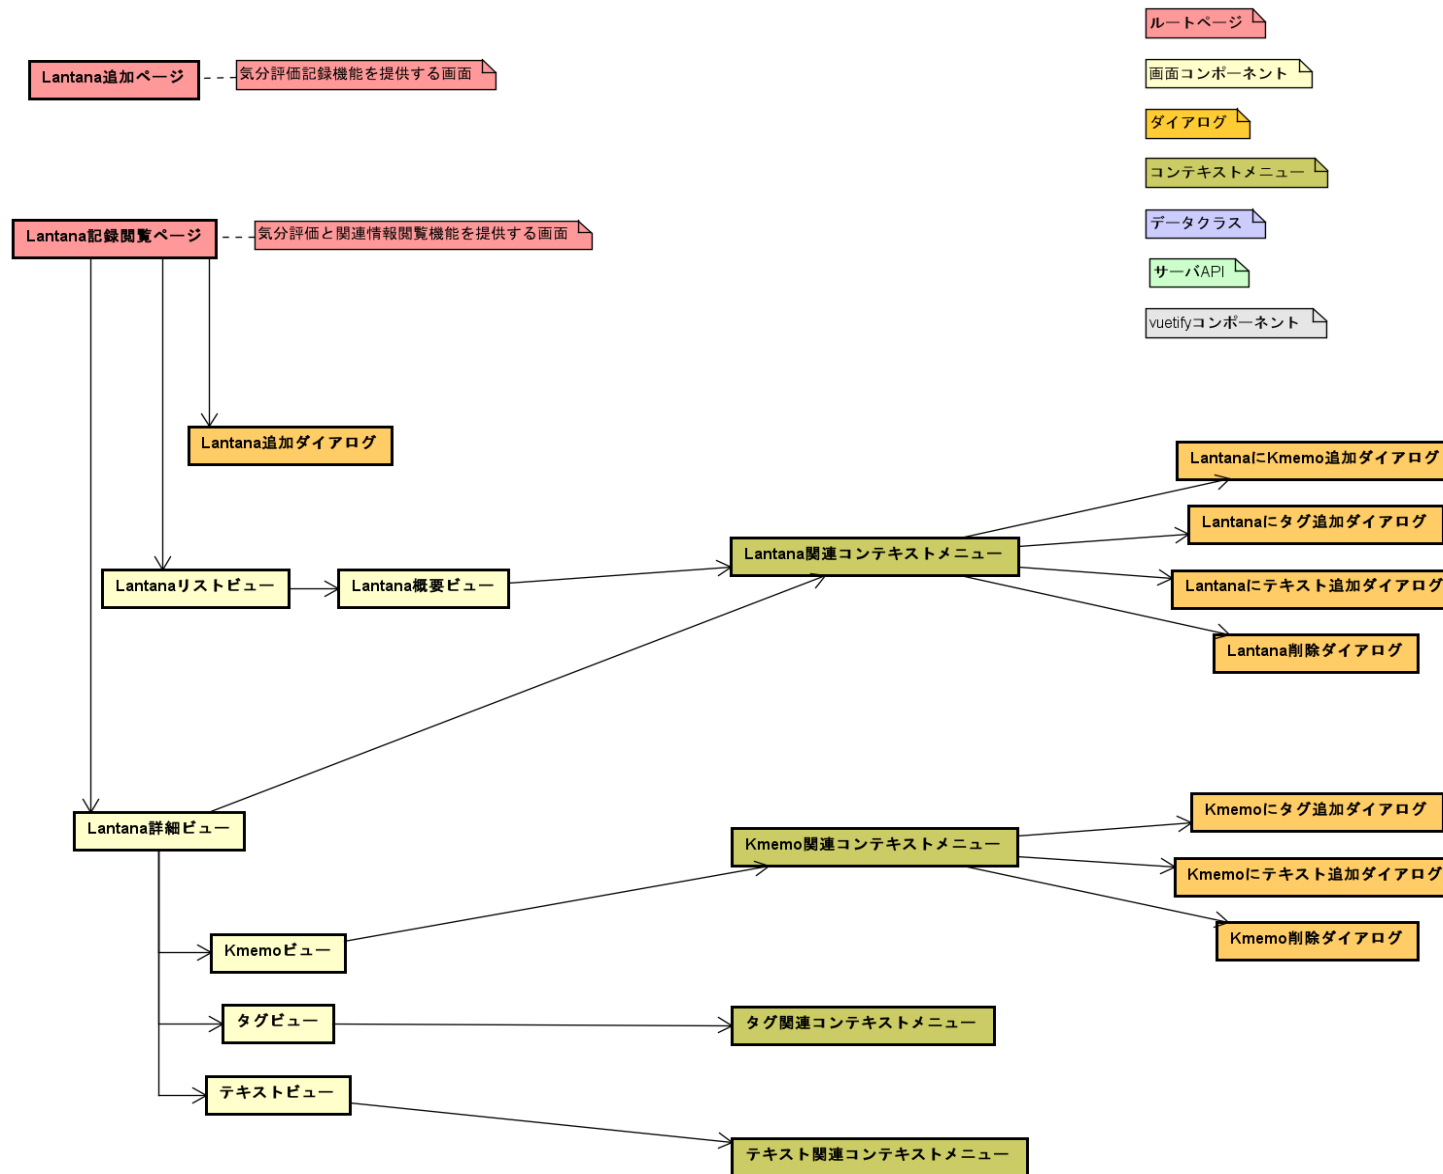 ルートページ
Lantana追加ページ
気分評価記録機能を提供する画面
画面コンポーネント
ダイアログ
コンテキストメニュー
データクラス
Lantana記録閲覧ページ
気分評価と関連情報閲覧機能を提供する画面
サーバAPI
vuetifyコンポーネント
Lantana追加ダイアログ
LantanaにKmemo追加ダイアログ
Lantanaにタグ追加ダイアログ
Lantana関連コンテキストメニュー
Lantanaリストビュー
Lantana概要ビュー
Lantanaにテキスト追加ダイアログ
Lantana削除ダイアログ
Kmemoにタグ追加ダイアログ
Lantana詳細ビュー
Kmemo関連コンテキストメニュー
Kmemoにテキスト追加ダイアログ
Kmemo削除ダイアログ
Kmemoビュー
タグビュー
タグ関連コンテキストメニュー
テキストビュー
テキスト関連コンテキストメニュー